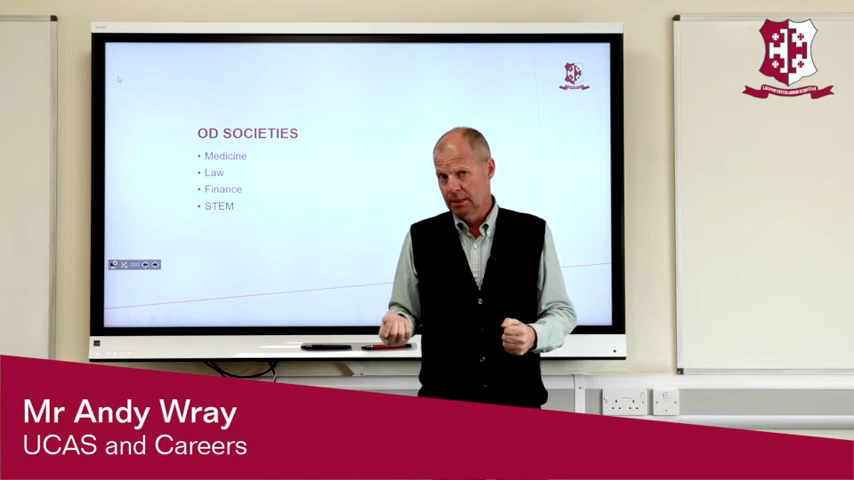 OD SOCIETIES
• Medicine
• Law
• Finance
• STEM
Mr Andy Wray
UCAS and Careers